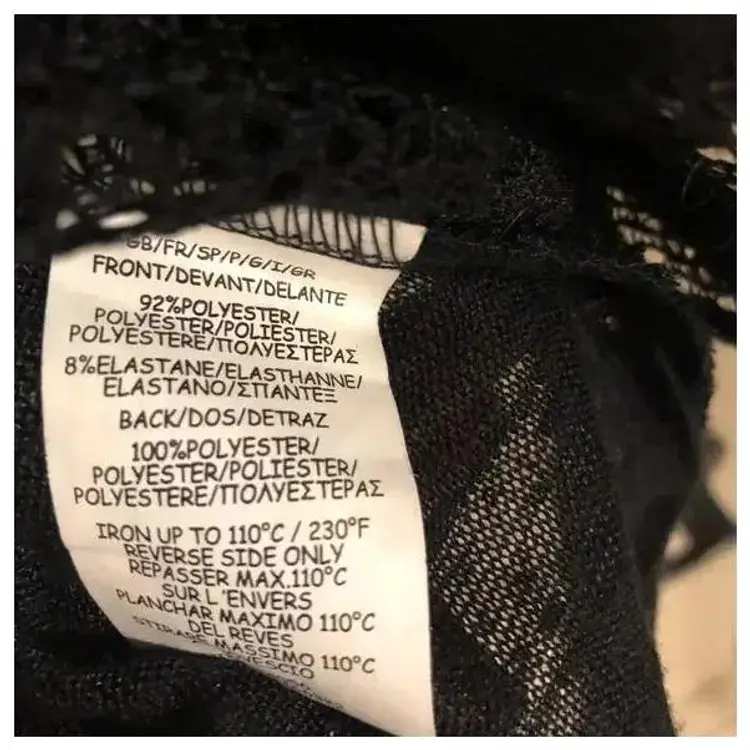 GB/FR/SP/P/G/I/GR
FRONT/DEVANT/DELANTE
92%POLYESTER/
POLYESTER/POLIESTER/
POLYESTERE/ΠΟΛΥΕΣΤΕΡΑΣ
8%ELASTANE/ELASTHANNE/
ELASTANO/ΣΠΑΝΤΕΞ
BACK/DOS/DETRAZ
100%POLYESTER/
POLYESTER/POLIESTER/
POLYESTERE/ΠΟΛΥΕΣΤΕΡΑΣ
IRON UP TO 110°C / 230°F
REVERSE SIDE ONLY
REPASSER MAX.110°C
SUR L'ENVERS
PLANCHAR MAXIMO 110°C
DEL REVES
MASSIMO 110°C